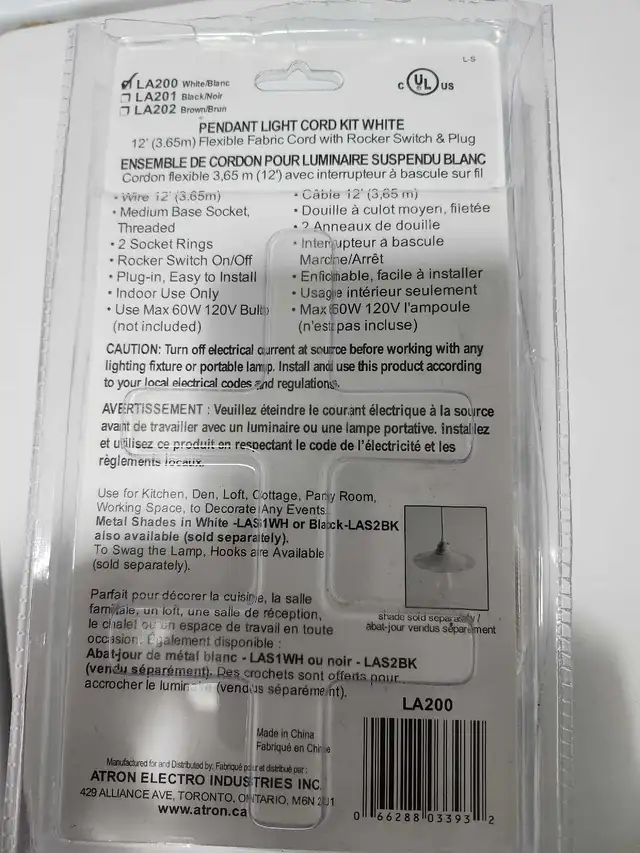 L-S
LA200 White/Blanc
LA201 Black/Noir
LA202 Brown/Brun
C UL US
PENDANT LIGHT CORD KIT WHITE
12' (3.65m) Flexible Fabric Cord with Rocker Switch & Plug
ENSEMBLE DE CORDON POUR LUMINAIRE SUSPENDU BLANC
Cordon flexible 3,65 m (12') avec interrupteur à bascule sur fil
• Wire 12' (3.65m)
• Medium Base Socket,
Threaded
• 2 Socket Rings
• Rocker Switch On/Off
• Plug-in, Easy to Install
• Indoor Use Only
• Use Max 60W 120V Bulb
(not included)
• Câble 12' (3,65 m)
• Douille à culot moyen, filetée
• 2 Anneaux de douille
• Interrupteur à bascule
Marche/Arrêt
• Enfichable, facile à installer
• Usage intérieur seulement
• Max 60W 120V l'ampoule
(n'est pas incluse)
CAUTION: Turn off electrical current at source before working with any
lighting fixture or portable lamp. Install and use this product according
to your local electrical codes and regulations.
AVERTISSEMENT : Veuillez éteindre le courant électrique à la source
avant de travailler avec un luminaire ou une lampe portative. Installez
et utilisez ce produit en respectant le code de l'électricité et les
règlements locaux.
Use for Kitchen, Den, Loft, Cottage, Party Room,
Working Space, to Decorate Any Events.
Metal Shades in White -LAS1WH or Black-LAS2BK
also available (sold separately).
To Swag the Lamp, Hooks are Available
(sold separately).
shade sold separately /
abat-jour vendus séparément
Parfait pour décorer la cuisine, la salle
familale, un loft, une salle de réception,
le chalet ou un espace de travail en toute
occasion. Également disponible :
Abat-jour de métal blanc - LAS1WH ou noir - LAS2BK
(vendu séparément). Des crochets sont offerts pour
accrocher le luminaire (vendus séparément).
LA200
Made in China
Fabriqué en Chine
Manufactured for and Distributed by: Fabriqué pour et distribué par :
ATRON ELECTRO INDUSTRIES INC.
429 ALLIANCE AVE, TORONTO, ONTARIO, M6N 2J1
www.atron.ca
0 66288 03393 2